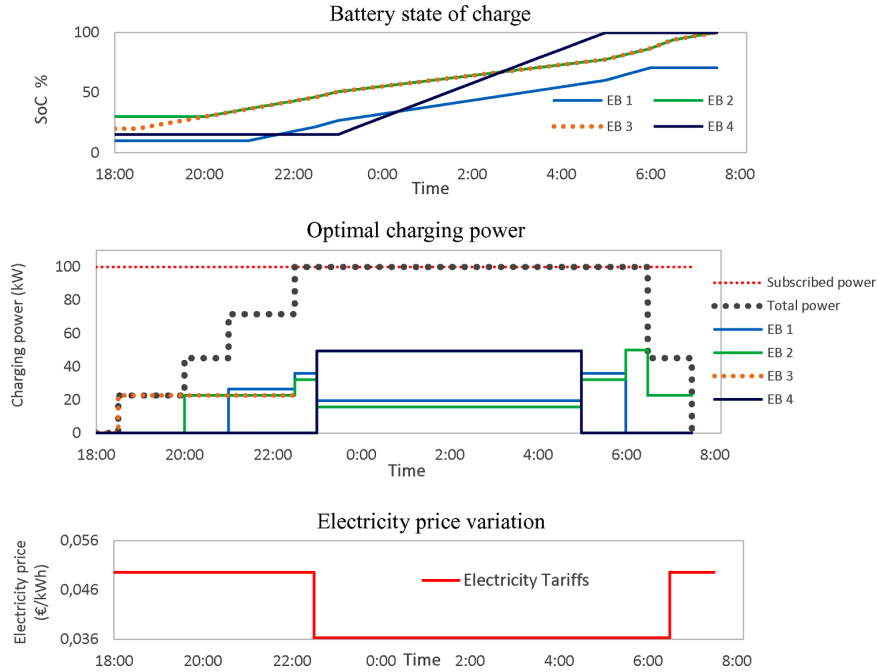 Battery state of charge
100
50
0
SoC %
EB 1
EB 2
EB 3
EB 4
18:00 20:00 22:00 0:00 2:00 4:00 6:00 8:00
Time
Optimal charging power
100
80
60
40
20
0
Charging power (kW)
Subscribed power
Total power
EB 1
EB 2
EB 3
EB 4
18:00 20:00 22:00 0:00 2:00 4:00 6:00 8:00
Time
Electricity price variation
0,056
0,046
0,036
Electricity price
(€/kWh)
Electricity Tariffs
18:00 20:00 22:00 0:00 Time 2:00 4:00 6:00 8:00